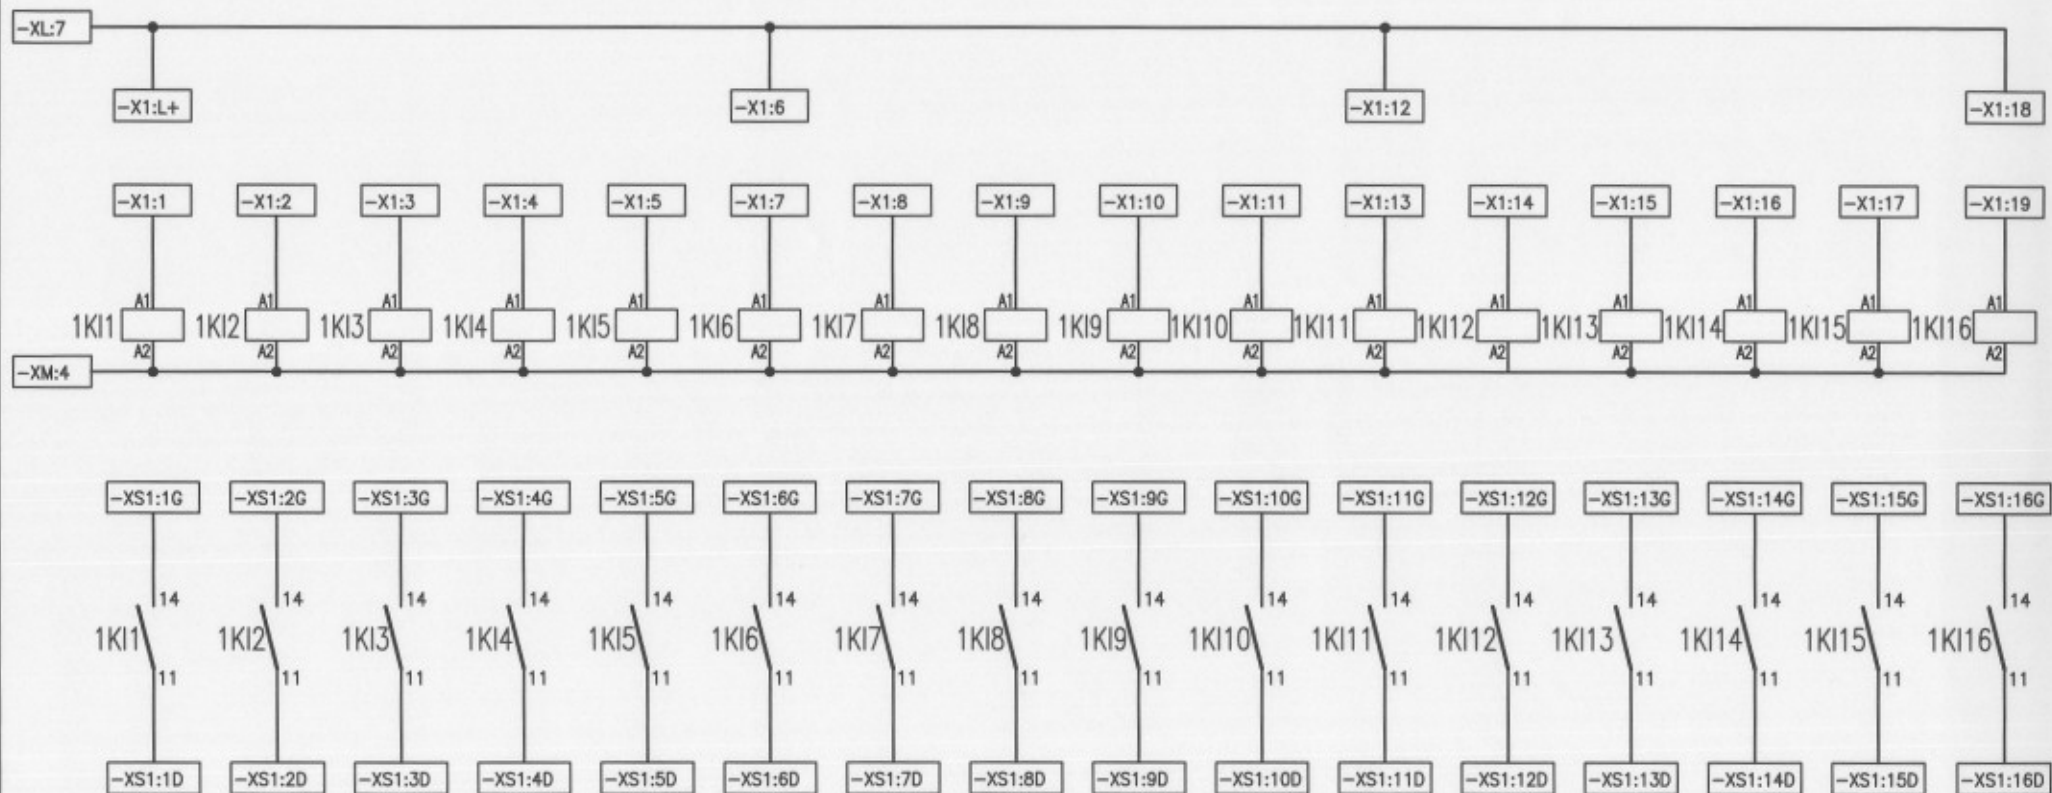 -XL:7
-X1:L+ -X1:6 -X1:12 -X1:18
-X1:1 -X1:2 -X1:3 -X1:4 -X1:5 -X1:7 -X1:8 -X1:9 -X1:10 -X1:11 -X1:13 -X1:14 -X1:15 -X1:16 -X1:17 -X1:19
A1 A1 A1 A1 A1 A1 A1 A1 A1 A1 A1 A1 A1 A1 A1 A1
1KI1 1KI2 1KI3 1KI4 1KI5 1KI6 1KI7 1KI8 1KI9 1KI10 1KI11 1KI12 1KI13 1KI14 1KI15 1KI16
A2 A2 A2 A2 A2 A2 A2 A2 A2 A2 A2 A2 A2 A2 A2 A2
-XM:4
-XS1:1G -XS1:2G -XS1:3G -XS1:4G -XS1:5G -XS1:6G -XS1:7G -XS1:8G -XS1:9G -XS1:10G -XS1:11G -XS1:12G -XS1:13G -XS1:14G -XS1:15G -XS1:16G
14 14 14 14 14 14 14 14 14 14 14 14 14 14 14 14
1KI1 1KI2 1KI3 1KI4 1KI5 1KI6 1KI7 1KI8 1KI9 1KI10 1KI11 1KI12 1KI13 1KI14 1KI15 1KI16
11 11 11 11 11 11 11 11 11 11 11 11 11 11 11 11
-XS1:1D -XS1:2D -XS1:3D -XS1:4D -XS1:5D -XS1:6D -XS1:7D -XS1:8D -XS1:9D -XS1:10D -XS1:11D -XS1:12D -XS1:13D -XS1:14D -XS1:15D -XS1:16D